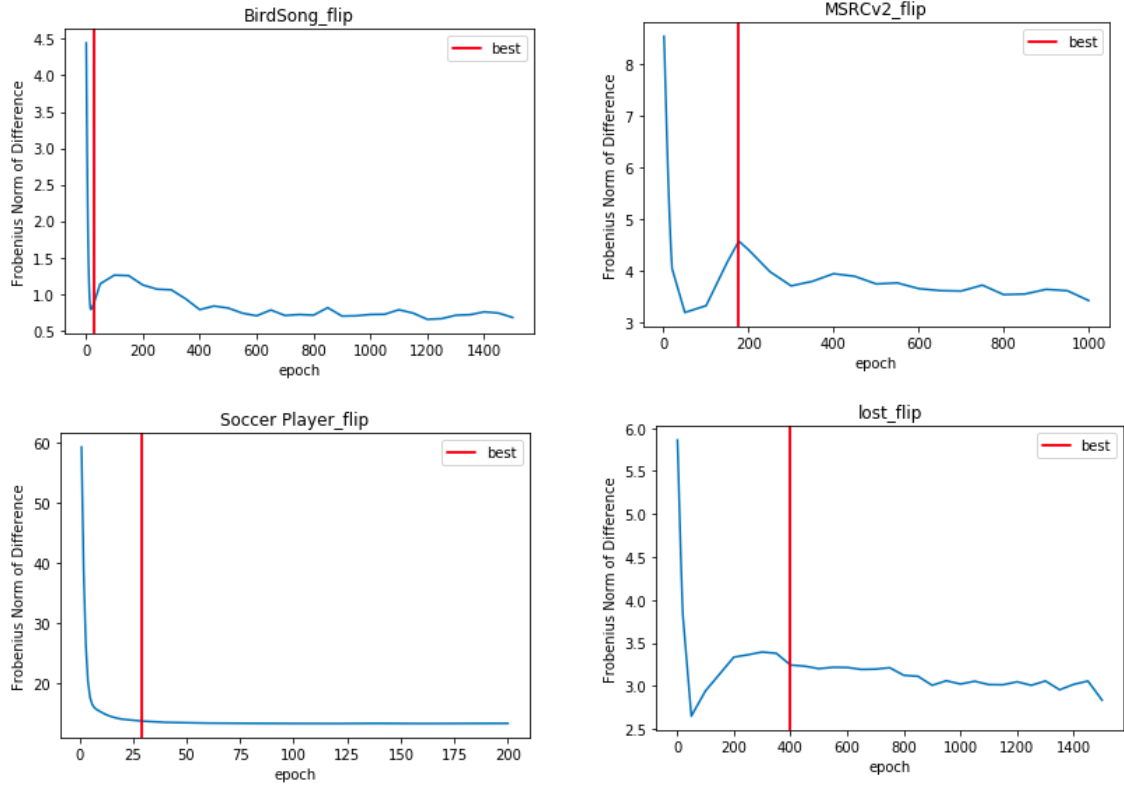 BirdSong_flip
best
Frobenius Norm of Difference
4.5
4.0
3.5
3.0
2.5
2.0
1.5
1.0
0.5
0 200 400 600 800 1000 1200 1400
epoch
MSRCv2_flip
best
Frobenius Norm of Difference
8
7
6
5
4
3
0 200 400 600 800 1000
epoch
Soccer Player_flip
best
Frobenius Norm of Difference
60
50
40
30
20
0 25 50 75 100 125 150 175 200
epoch
lost_flip
best
Frobenius Norm of Difference
6.0
5.5
5.0
4.5
4.0
3.5
3.0
2.5
0 200 400 600 800 1000 1200 1400
epoch